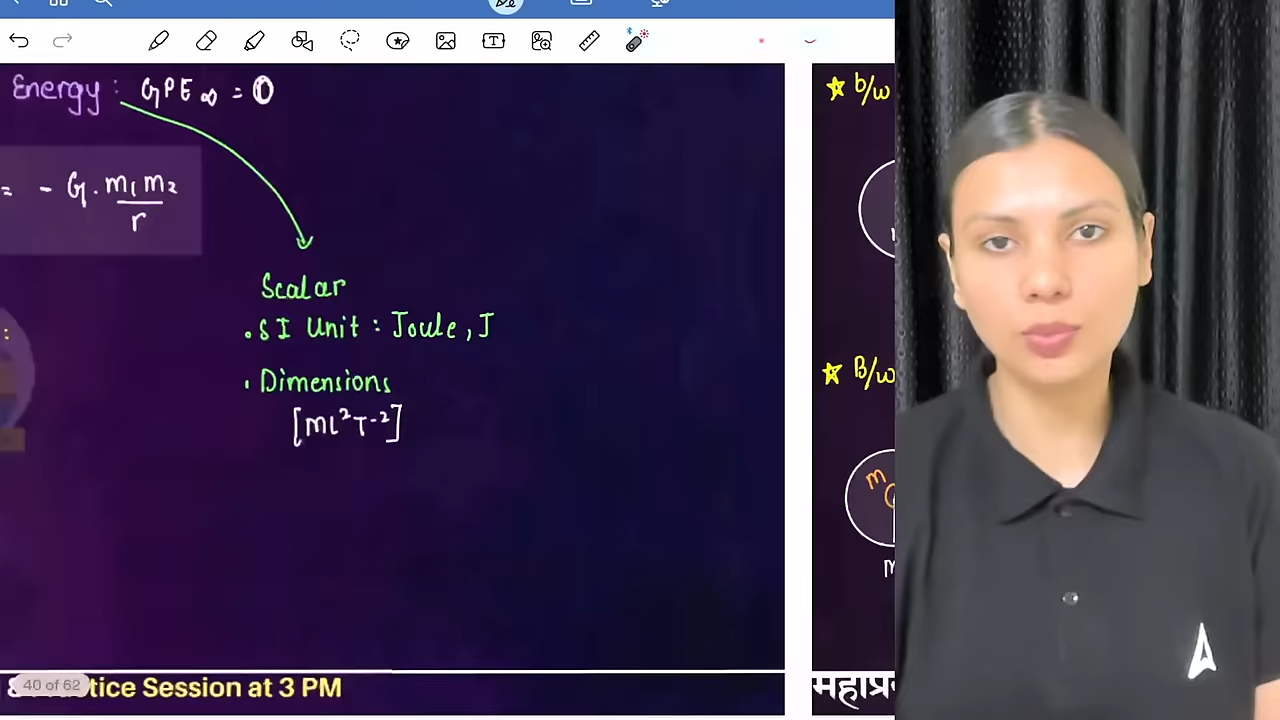 Energy : GPE∞ = 0
= - G . m₁ m₂
r
Scalar
. SI Unit : Joule, J
. Dimensions
[ML²T⁻²]
:
40 of 62
tice Session at 3 PM
★ b/w
★ B/w
m
m
महाप्र